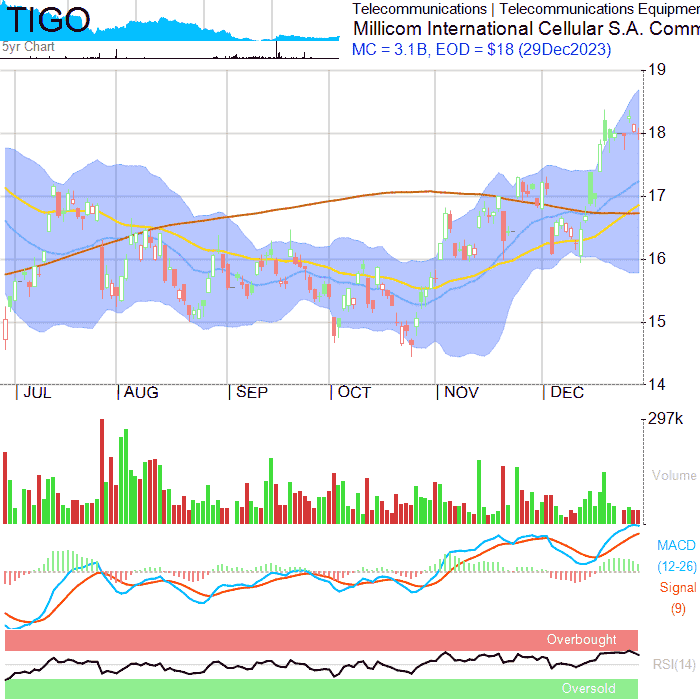 TIGO
5yr Chart
Telecommunications | Telecommunications Equipmen
Millicom International Cellular S.A. Comm
MC = 3.1B, EOD = $18 (29Dec2023)
19
18
17
16
15
14
JUL AUG SEP OCT NOV DEC
297k
Volume
MACD
(12-26)
Signal
(9)
Overbought
RSI(14)
Oversold